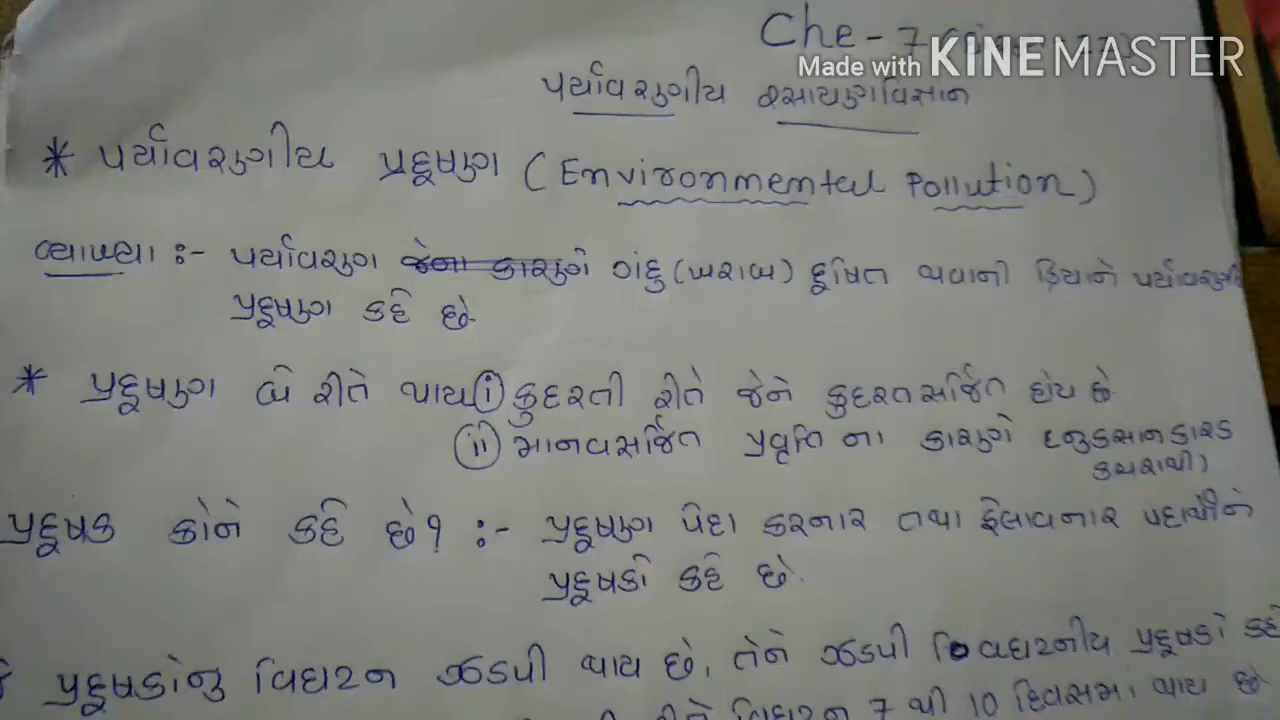 Che - 7
Made with KINEMASTER
પર્યાવરણીય રસાયણવિજ્ઞાન
* પર્યાવરણીય પ્રદૂષણ (Environmental Pollution)
વ્યાખ્યા :- પર્યાવરણ જેના કારણે ગંદુ (ખરાબ) દૂષિત થવાની ક્રિયાને પર્યાવરણીય
પ્રદૂષણ કહે છે.
* પ્રદૂષણ બે રીતે થાય (i) કુદરતી રીતે જેને કુદરતસર્જિત હોય છે
(ii) માનવસર્જિત પ્રવૃતિ ના કારણે નુકસાનકારક
કચરાથી)
પ્રદૂષક કોને કહે છે? :- પ્રદૂષણ પેદા કરનાર તથા ફેલાવનાર પદાર્થોને
પ્રદૂષકો કહે છે.
પ્રદૂષકોનુ વિઘટન ઝડપી થાય છે, તેને ઝડપી વિઘટનીય પ્રદૂષકો કહે
રીતે વિઘટન 7 થી 10 દિવસમાં થાય છે